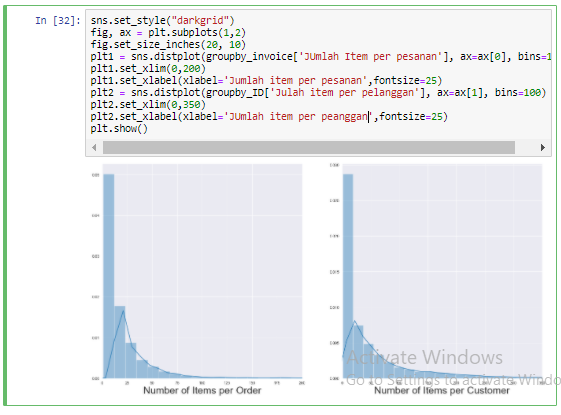 In [32]:
sns.set_style("darkgrid")
fig, ax = plt.subplots(1,2)
fig.set_size_inches(20, 10)
plt1 = sns.distplot(groupby_invoice['JUmlah Item per pesanan'], ax=ax[0], bins=1
plt1.set_xlim(0,200)
plt1.set_xlabel(xlabel='Jumlah item per pesanan',fontsize=25)
plt2 = sns.distplot(groupby_ID['Julah item per pelanggan'], ax=ax[1], bins=100)
plt2.set_xlim(0,350)
plt2.set_xlabel(xlabel='JUmlah item per peanggan',fontsize=25)
plt.show()
Number of Items per Order
Number of Items per Customer
Activate Windows
Go to Settings to activate Windo